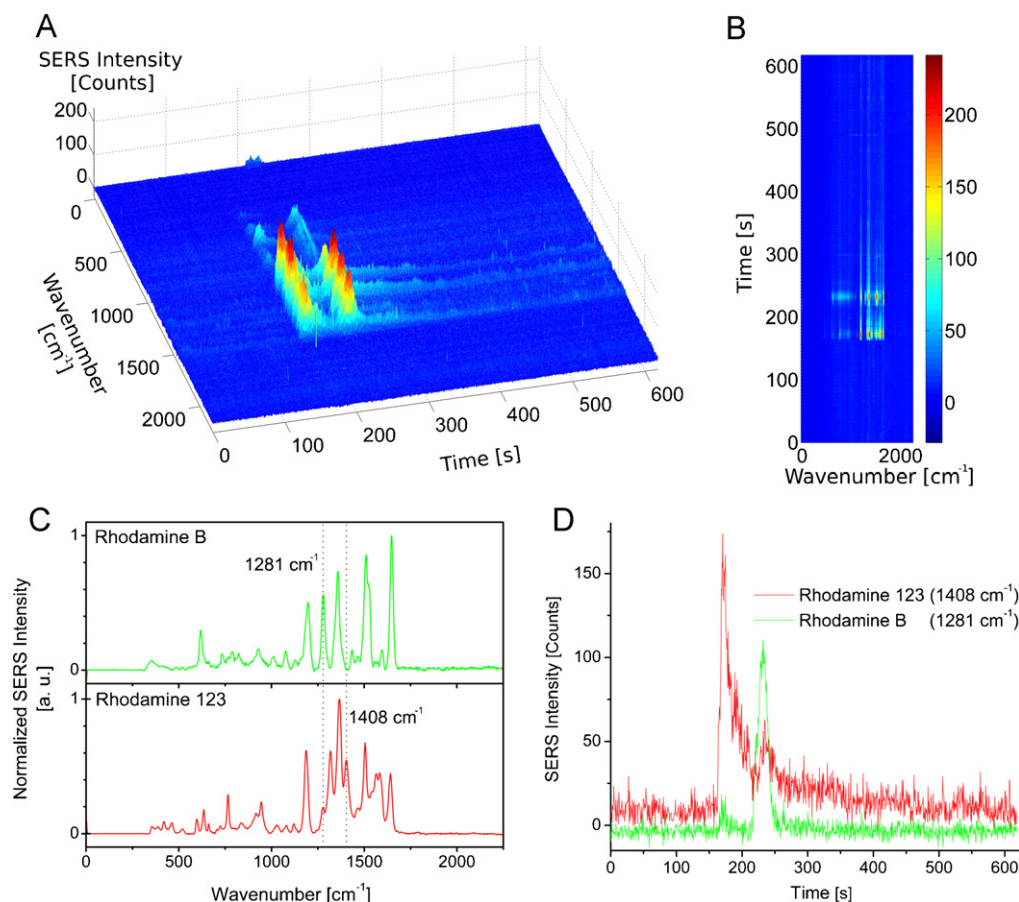 A
SERS Intensity
[Counts]
200
100
0
0
500
1000
1500
2000
Wavenumber
[cm-1]
0
100
200
300
400
500
600
Time [s]
B
600
500
400
300
200
100
0
Time [s]
0
2000
Wavenumber [cm-1]
200
150
100
50
0
C
Normalized SERS Intensity
[a. u.]
1
0
Rhodamine B
1281 cm-1
1
0
Rhodamine 123
1408 cm-1
0
500
1000
1500
2000
Wavenumber [cm-1]
D
SERS Intensity [Counts]
150
100
50
0
Rhodamine 123 (1408 cm-1)
Rhodamine B (1281 cm-1)
0
100
200
300
400
500
600
Time [s]